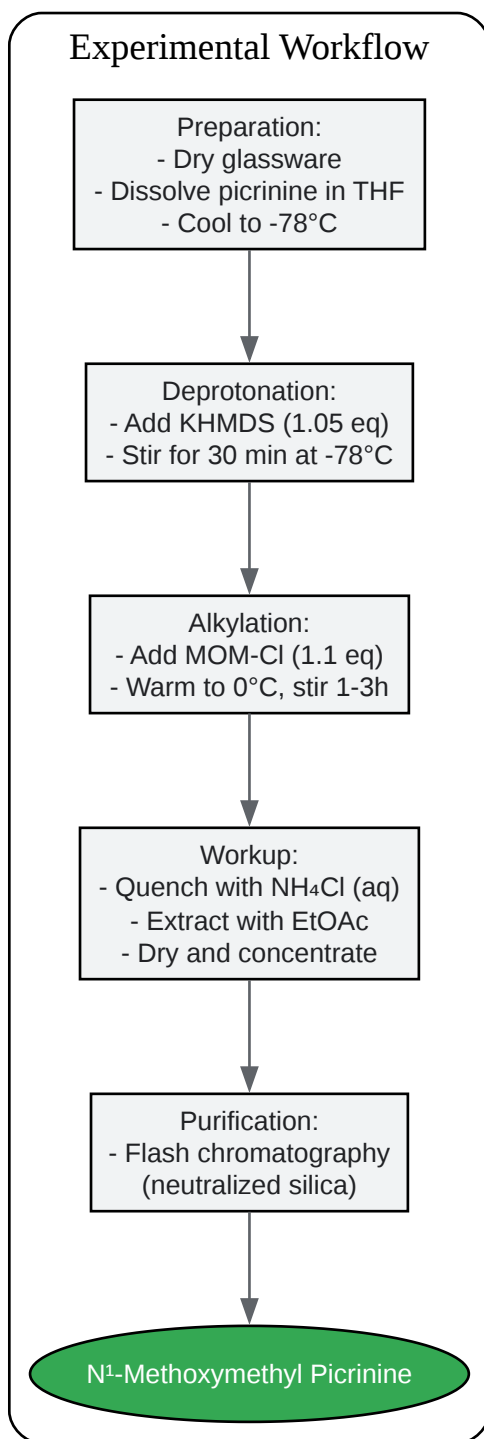 Experimental Workflow
Preparation:
- Dry glassware
- Dissolve picrinine in THF
- Cool to -78°C
Deprotonation:
- Add KHMDS (1.05 eq)
- Stir for 30 min at -78°C
Alkylation:
- Add MOM-Cl (1.1 eq)
- Warm to 0°C, stir 1-3h
Workup:
- Quench with NH₄Cl (aq)
- Extract with EtOAc
- Dry and concentrate
Purification:
- Flash chromatography
(neutralized silica)
N¹-Methoxymethyl Picrinine